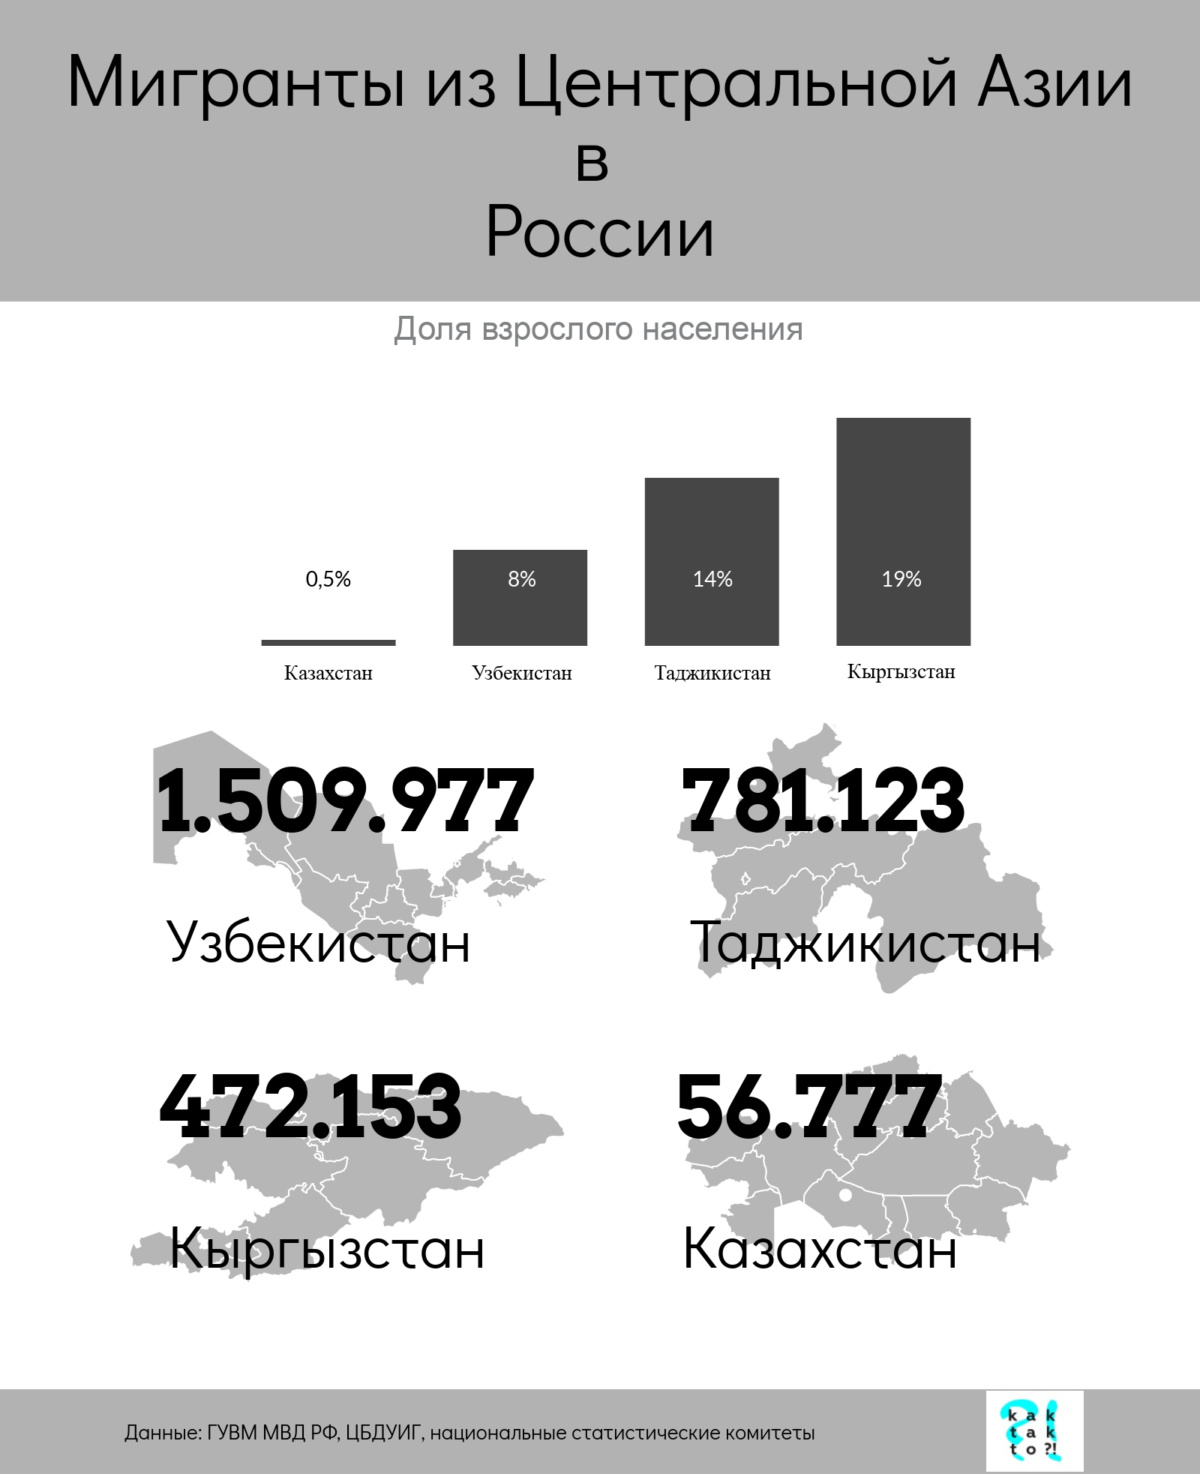 Мигранты из Центральной Азии
в
России
Доля взрослого населения
0,5%
8%
14%
19%
Казахстан
Узбекистан
Таджикистан
Кыргызстан
1.509.977
781.123
Узбекистан
Таджикистан
472.153
56.777
Кыргызстан
Казахстан
Данные: ГУВМ МВД РФ, ЦБДУИГ, национальные статистические комитеты
kak
tak
to?!